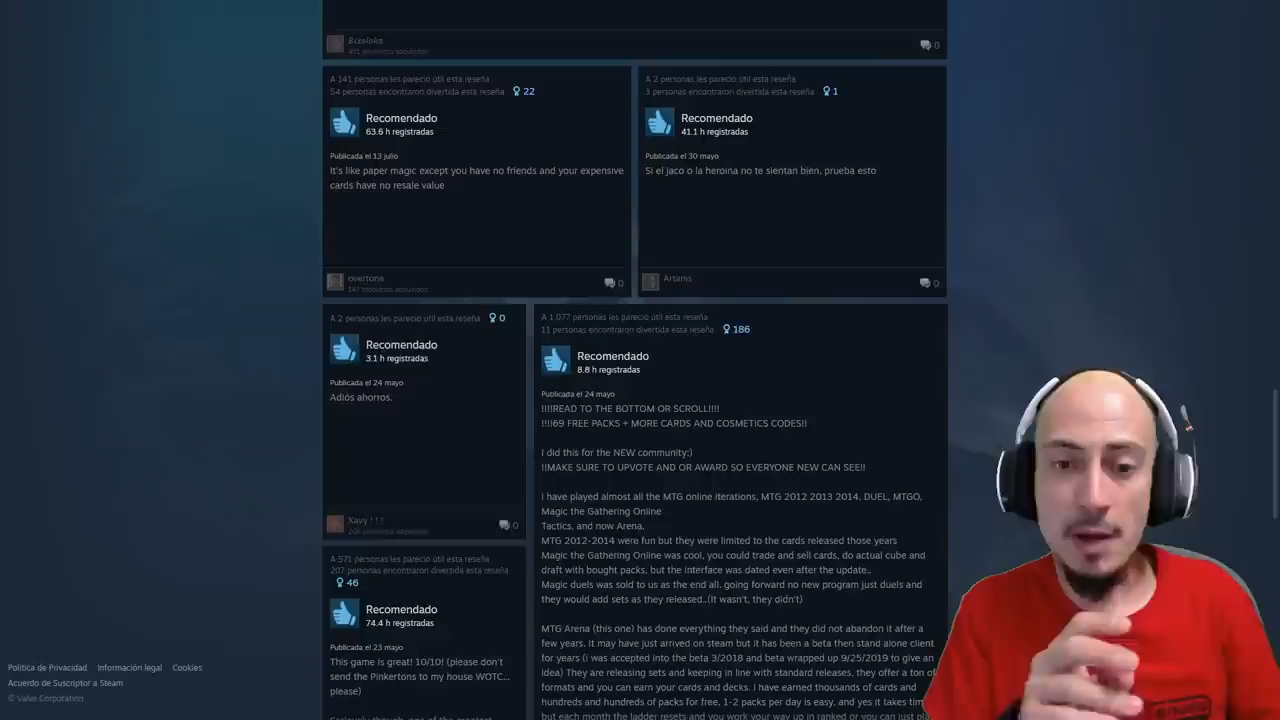 Bixoloka
0
A 141 personas les pareció útil esta reseña
54 personas encontraron divertida esta reseña 22
Recomendado
63.6 h registradas
Publicada el 13 julio
It's like paper magic except you have no friends and your expensive
cards have no resale value
overtone
147 productos adquiridos
0
A 2 personas les pareció útil esta reseña
3 personas encontraron divertida esta reseña 1
Recomendado
41.1 h registradas
Publicada el 30 mayo
Si el jaco o la heroina no te sientan bien, prueba esto
Artanis
0
A 2 personas les pareció útil esta reseña 0
Recomendado
3.1 h registradas
Publicada el 24 mayo
Adiós ahorros.
Xavy ! ! !
0
A 571 personas les pareció útil esta reseña
207 personas encontraron divertida esta reseña
46
Recomendado
74.4 h registradas
Publicada el 23 mayo
This game is great! 10/10! (please don't
send the Pinkertons to my house WOTC...
please)
A 1.077 personas les pareció útil esta reseña
11 personas encontraron divertida esta reseña 186
Recomendado
8.8 h registradas
Publicada el 24 mayo
!!!!READ TO THE BOTTOM OR SCROLL!!!!
!!!!69 FREE PACKS + MORE CARDS AND COSMETICS CODES!!
I did this for the NEW community:)
!!MAKE SURE TO UPVOTE AND OR AWARD SO EVERYONE NEW CAN SEE!!
i have played almost all the MTG online iterations, MTG 2012 2013 2014. DUEL, MTGO,
Magic the Gathering Online
Tactics, and now Arena.
MTG 2012-2014 were fun but they were limited to the cards released those years
Magic the Gathering Online was cool, you could trade and sell cards, do actual cube and
draft with bought packs, but the interface was dated even after the update..
Magic duels was sold to us as the end all, going forward no new program just duels and
they would add sets as they released..(It wasn't, they didn't)
MTG Arena (this one) has done everything they said and they did not abandon it after a
few years. It may have just arrived on steam but it has been a beta then stand alone client
for years (i was accepted into the beta 3/2018 and beta wrapped up 9/25/2019 to give an
idea) They are releasing sets and keeping in line with standard releases, they offer a ton of
formats and you can earn your cards and decks. I have earned thousands of cards and
hundreds and hundreds of packs for free, 1-2 packs per day is easy, and yes it takes
but each month the ladder resets and you work your way up in ranked or you can just
Política de Privacidad Información legal Cookies
Acuerdo de Suscriptor a Steam
© Valve Corporation